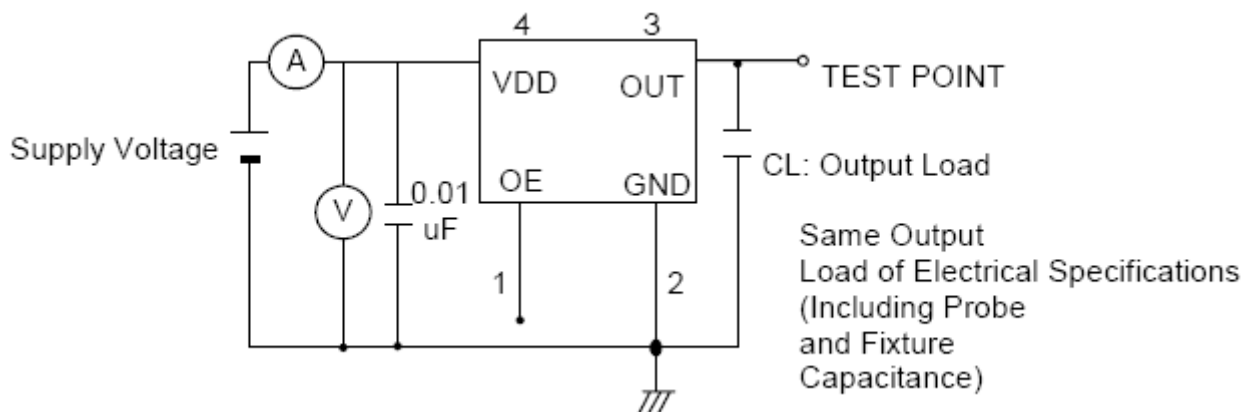 4
3
A
VDD
OUT
TEST POINT
Supply Voltage
CL: Output Load
OE
GND
0.01
uF
V
1
2
Same Output
Load of Electrical Specifications
(Including Probe
and Fixture
Capacitance)